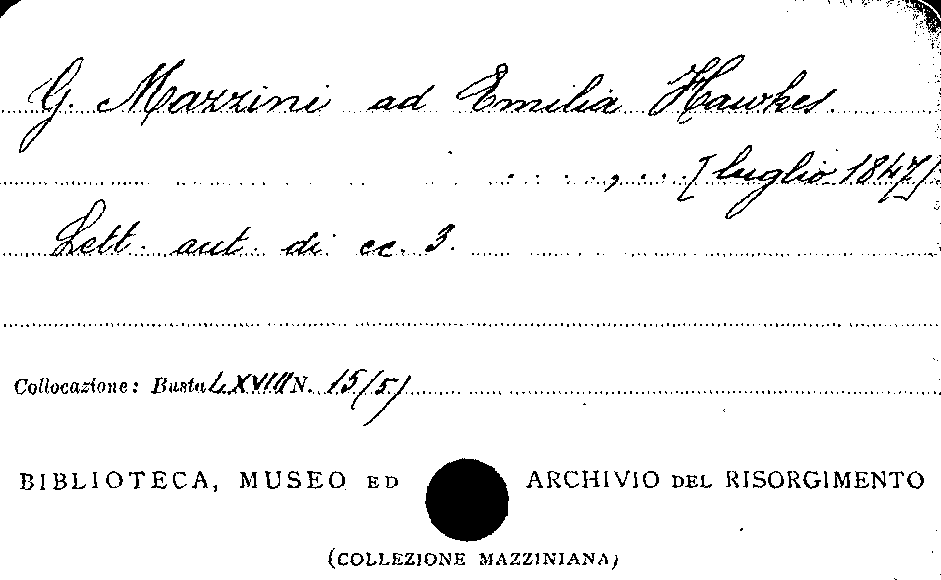 G. Mazzini ad Emilia Hawkes.
. . . . , . . . [luglio 1847]
Lett. aut. di cc. 3.
Collocazione: Busta LXVIII N. 15/5/
BIBLIOTECA, MUSEO ED ARCHIVIO DEL RISORGIMENTO
(COLLEZIONE MAZZINIANA)